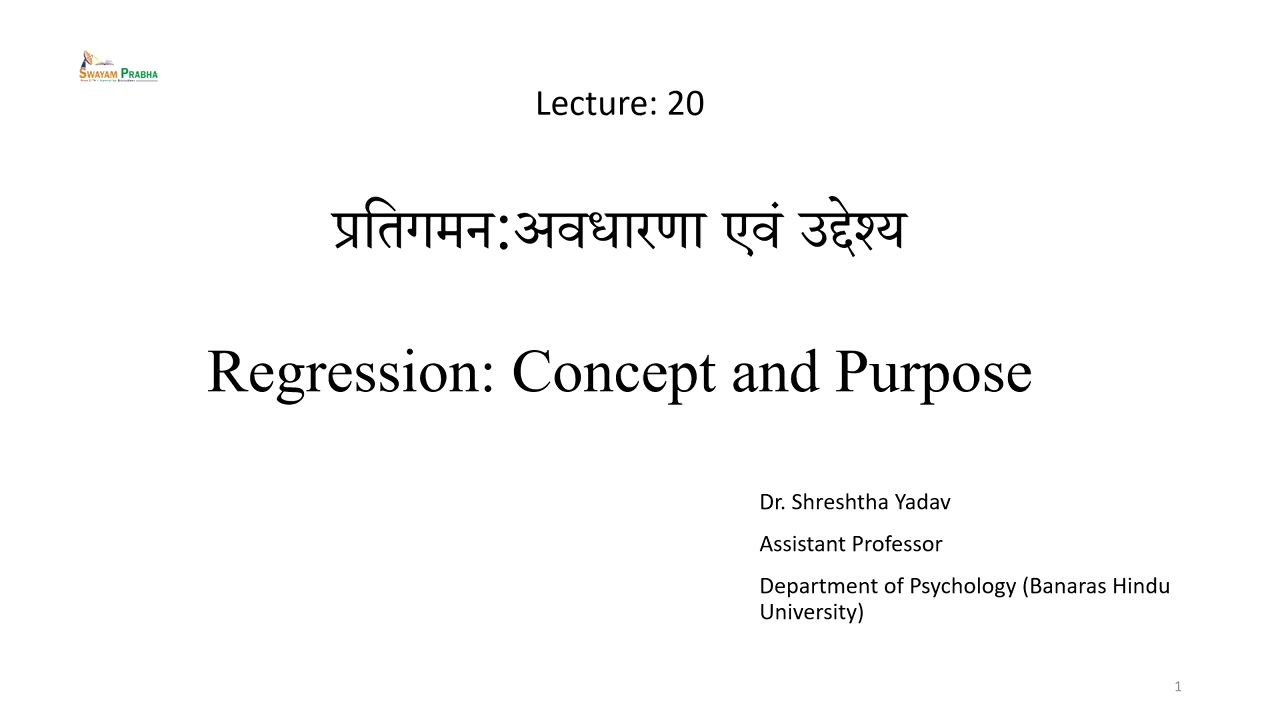 SWAYAM PRABHA
Lecture: 20
प्रतिगमन:अवधारणा एवं उद्देश्य
Regression: Concept and Purpose
Dr. Shreshtha Yadav
Assistant Professor
Department of Psychology (Banaras Hindu
University)
1